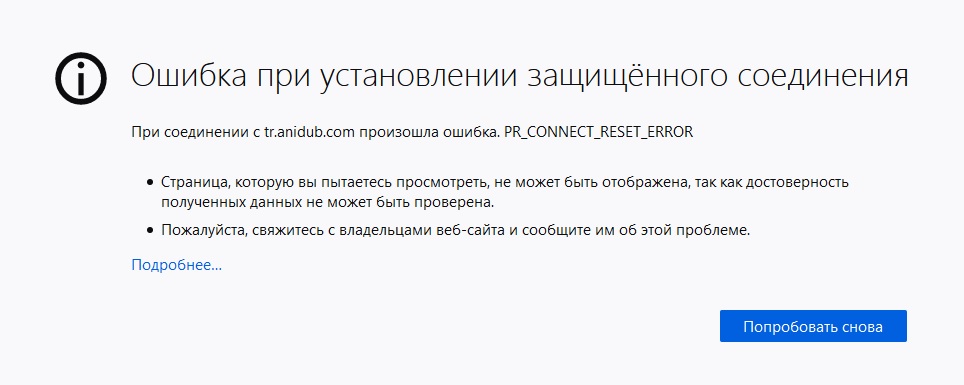 Ошибка при установлении защищённого соединения
При соединении с tr.anidub.com произошла ошибка. PR_CONNECT_RESET_ERROR
Страница, которую вы пытаетесь просмотреть, не может быть отображена, так как достоверность
полученных данных не может быть проверена.
Пожалуйста, свяжитесь с владельцами веб-сайта и сообщите им об этой проблеме.
Подробнее...
Попробовать снова